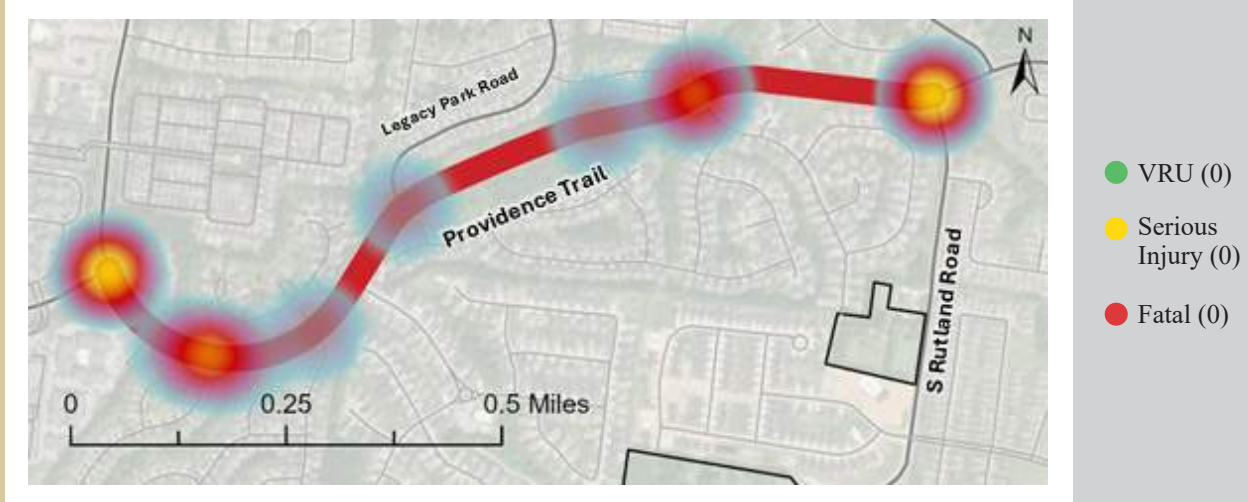 N
Legacy Park Road
Providence Trail
S Rutland Road
0 0.25 0.5 Miles
VRU (0)
Serious
Injury (0)
Fatal (0)